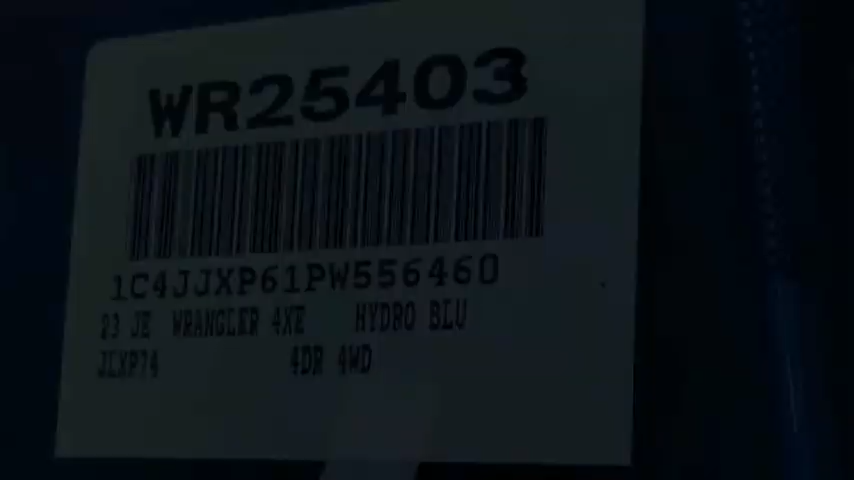 WR25403
1C4JJXP61PW556460
23 JE WRANGLER 4XE HYDRO BLU
JLXP74 4DR 4WD